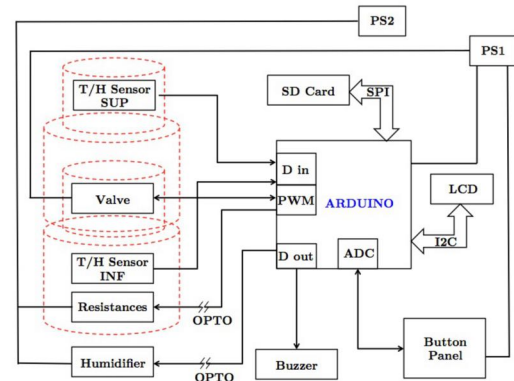 PS2
PS1
T/H Sensor
SUP
SD Card
SPI
D in
Valve
PWM
ARDUINO
LCD
I2C
T/H Sensor
INF
D out
ADC
Resistances
OPTO
Humidifier
OPTO
Buzzer
Button
Panel